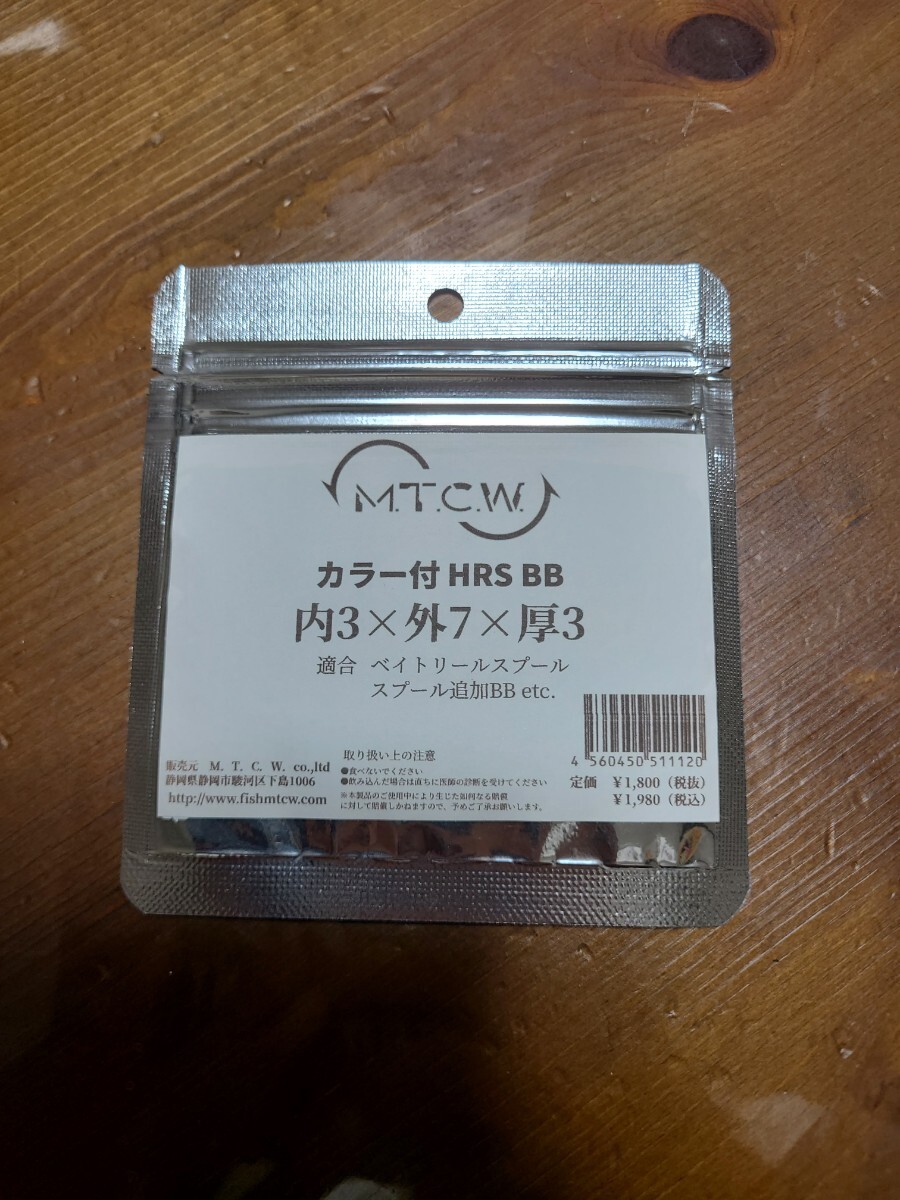 M.T.C.W.
カラー付 HRS BB
内3×外7×厚3
適合 ベイトリールスプール
スプール追加BB etc.
4 560450 511120
定価 ¥1,800（税抜）
¥1,980（税込）
取り扱い上の注意
●食べないでください
●飲み込んだ場合は直ちに医師の診断を受けてください
※本製品のご使用中により生じた如何なる賠償
に対して賠償しかねますので、予めご了承お願いします。
販売元 M. T. C. W. co.,ltd
静岡県静岡市駿河区下島1006
http://www.fishmtcw.com